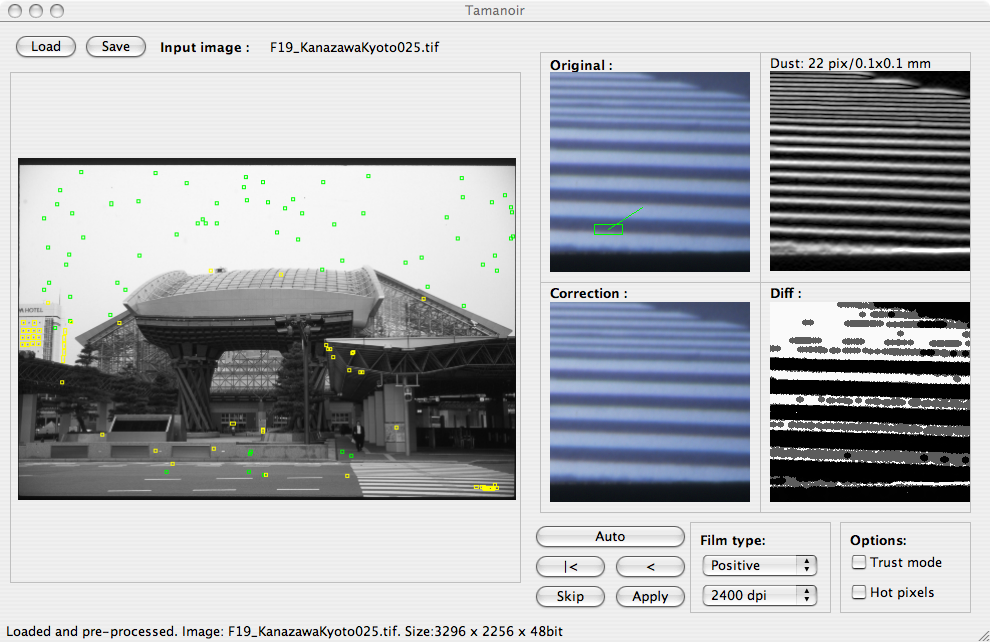 Tamanoir
Load Save Input image : F19_KanazawaKyoto025.tif
Original :
Dust: 22 pix/0.1x0.1 mm
HOTEL
Correction :
Diff :
Auto
|< <
Skip Apply
Film type:
Positive
2400 dpi
Options:
Trust mode
Hot pixels
Loaded and pre-processed. Image: F19_KanazawaKyoto025.tif. Size:3296 x 2256 x 48bit